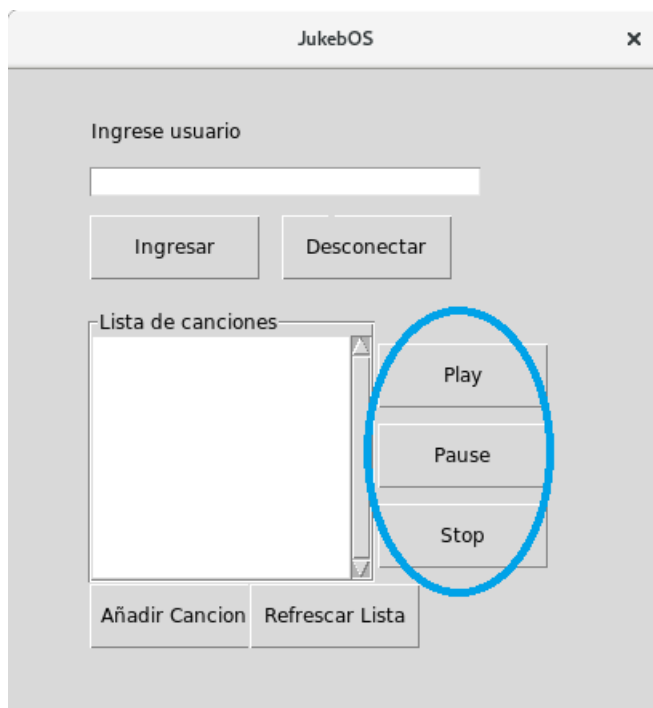 JukebOS
Ingrese usuario
Ingresar Desconectar
Lista de canciones
Play
Pause
Stop
Añadir Cancion Refrescar Lista